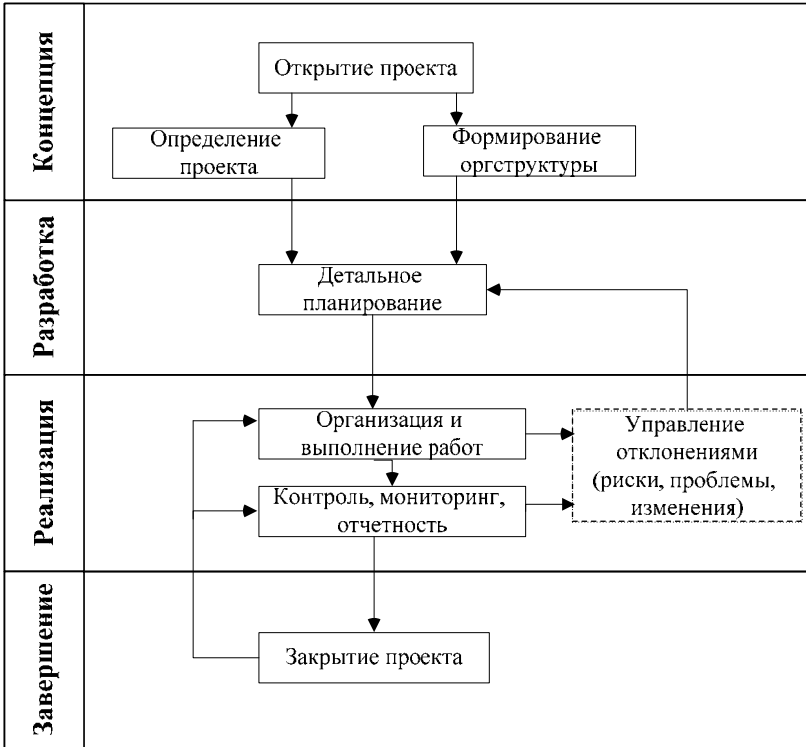 Концепция
Открытие проекта
Определение
проекта
Формирование
оргструктуры
Разработка
Детальное
планирование
Реализация
Организация и
выполнение работ
Управление
отклонениями
(риски, проблемы,
изменения)
Контроль, мониторинг,
отчетность
Завершение
Закрытие проекта